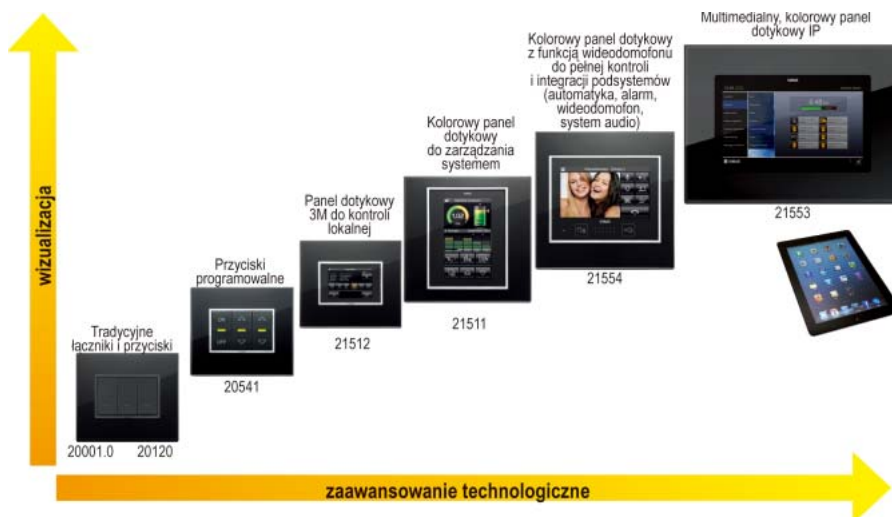 Multimedialny, kolorowy panel
dotykowy IP
21553
Kolorowy panel dotykowy
z funkcją wideodomofonu
do pełnej kontroli
i integracji podsystemów
(automatyka, alarm,
wideodomofon,
system audio)
21554
Kolorowy panel
dotykowy
do zarządzania
systemem
21511
Panel dotykowy
3M do kontroli
lokalnej
21512
Przyciski
programowalne
ON
OFF
20541
Tradycyjne
łączniki i przyciski
20001.0 20120
wizualizacja
zaawansowanie technologiczne